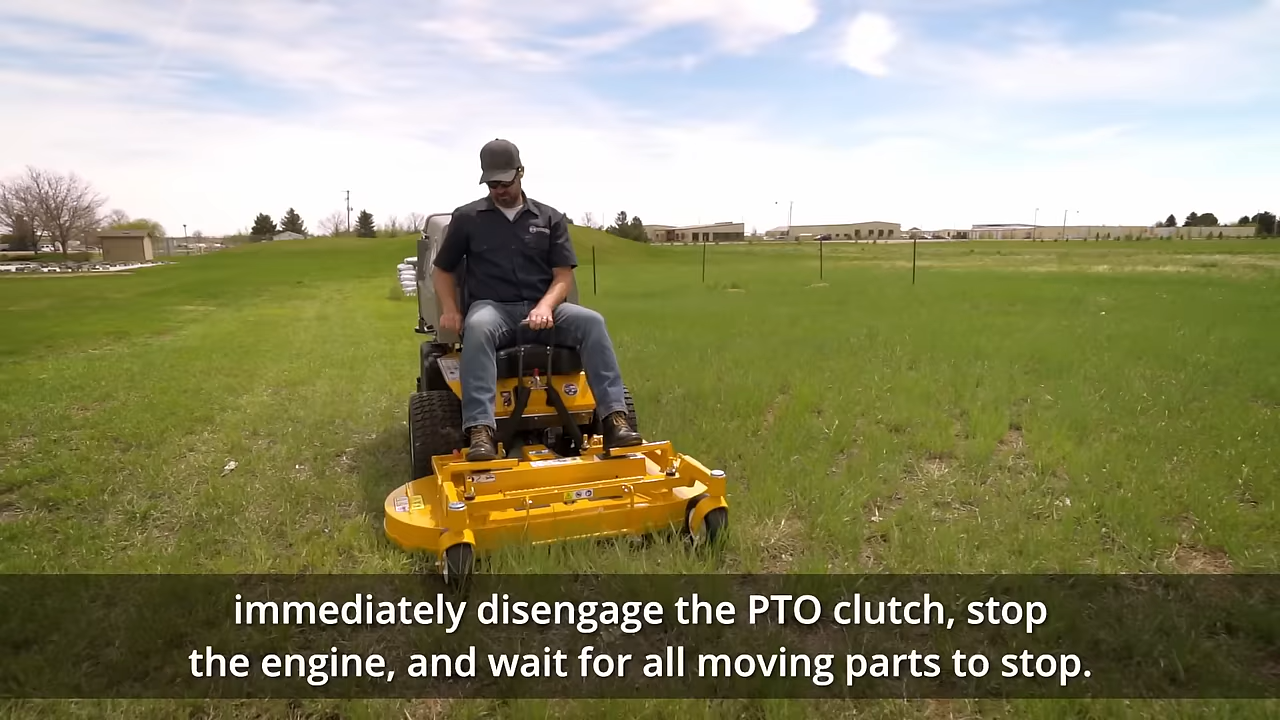 immediately disengage the PTO clutch, stop
the engine, and wait for all moving parts to stop.